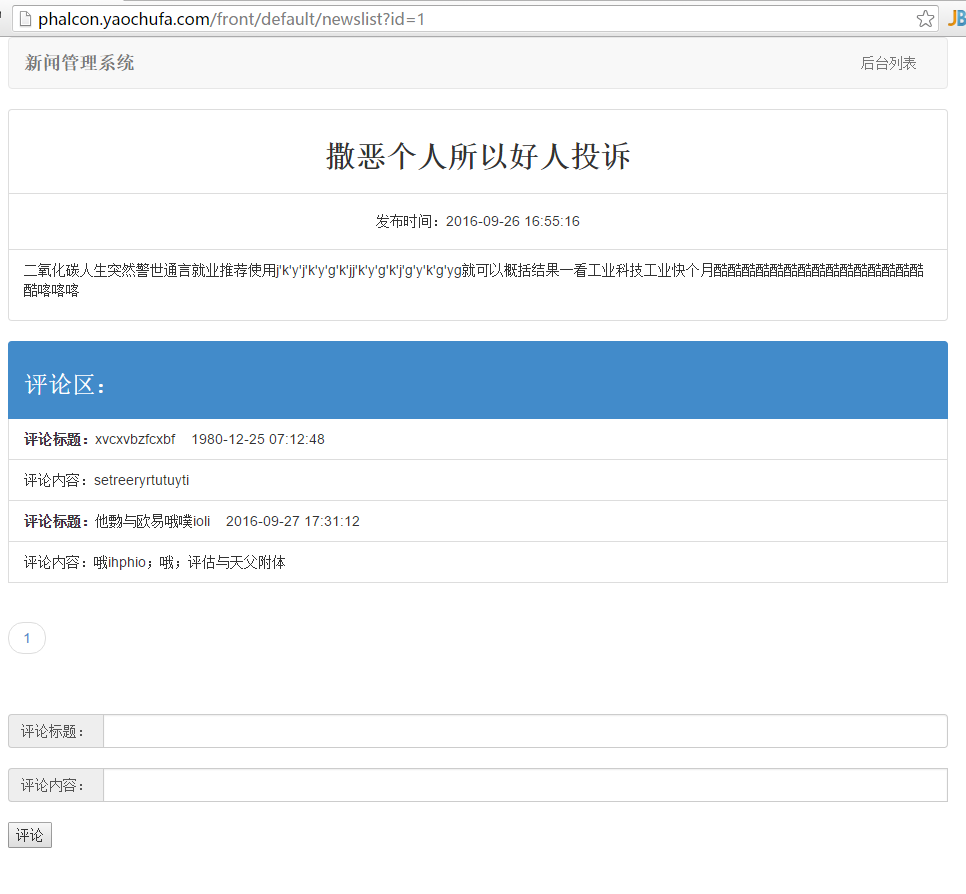 phalcon.yaochufa.com/front/default/newslist?id=1
JB
新闻管理系统 后台列表
撒恶个人所以好人投诉
发布时间：2016-09-26 16:55:16
二氧化碳人生突然警世通言就业推荐使用j'k'y'j'k'y'g'k'jj'k'y'g'k'j'g'y'k'g'yg就可以概括结果一看工业科技工业快个月酷酷酷酷酷酷酷酷酷酷酷酷酷酷酷
酷酷喀喀喀
评论区：
评论标题：xvcxvbzfcxbf 1980-12-25 07:12:48
评论内容：setreeryrtutuyti
评论标题：他覅与欧易哦噗ioli 2016-09-27 17:31:12
评论内容：哦ihphio；哦；评估与天父附体
1
评论标题：
评论内容：
评论